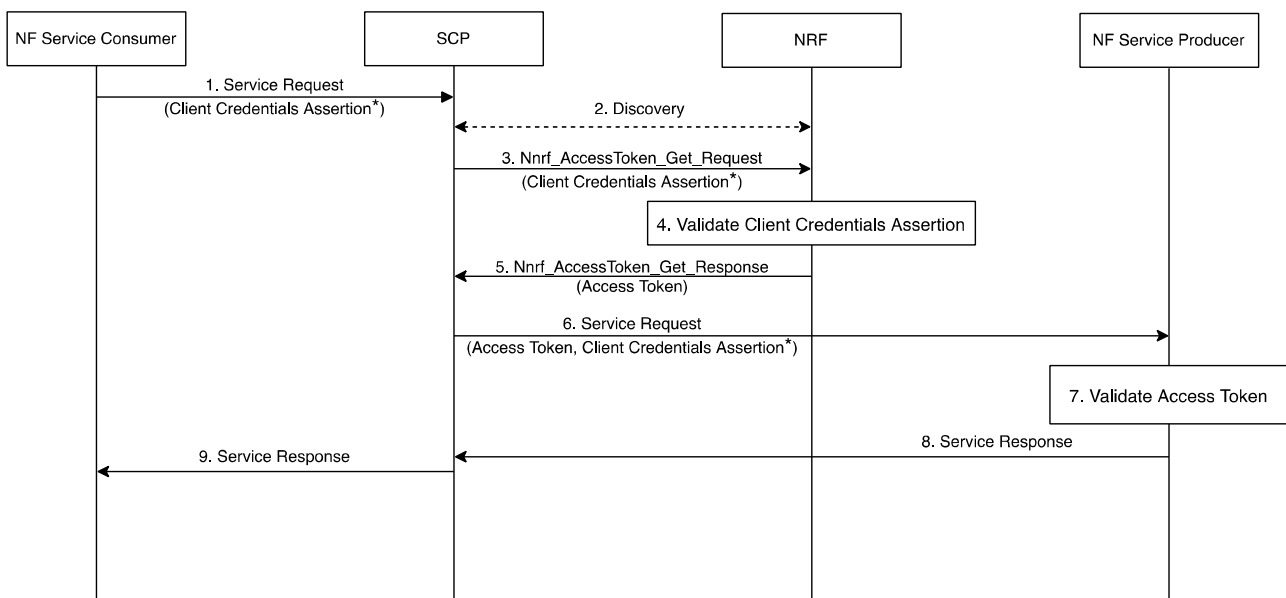 NF Service Consumer
SCP
NRF
NF Service Producer
1. Service Request
(Client Credentials Assertion*)
2. Discovery
3. Nnrf_AccessToken_Get_Request
(Client Credentials Assertion*)
4. Validate Client Credentials Assertion
5. Nnrf_AccessToken_Get_Response
(Access Token)
6. Service Request
(Access Token, Client Credentials Assertion*)
7. Validate Access Token
8. Service Response
9. Service Response